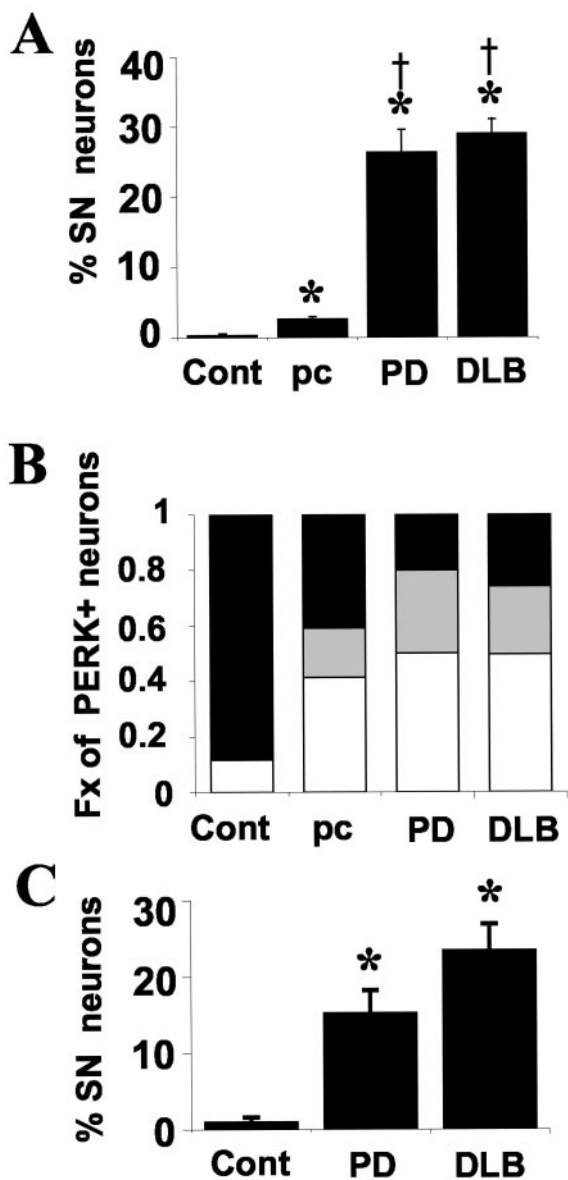 A
% SN neurons
40
30
20
10
0
† †
* * *
Cont pc PD DLB
B
Fx of PERK+ neurons
1
0.8
0.6
0.4
0.2
0
Cont pc PD DLB
C
% SN neurons
30
20
10
0
* *
Cont PD DLB